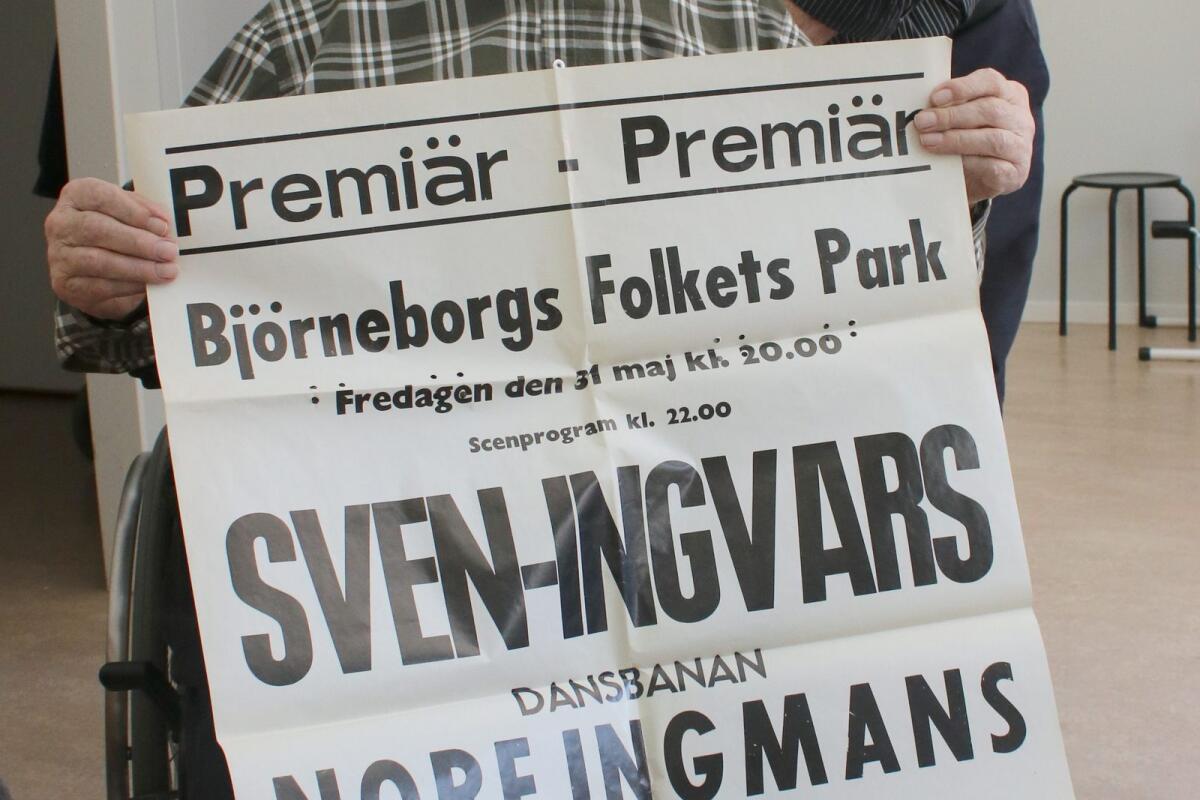 Premiär - Premiär
Björneborgs Folkets Park
Fredagen den 31 maj kl. 20.00
Scenprogram kl. 22.00
SVEN-INGVARS
DANSBANAN
INGMANS